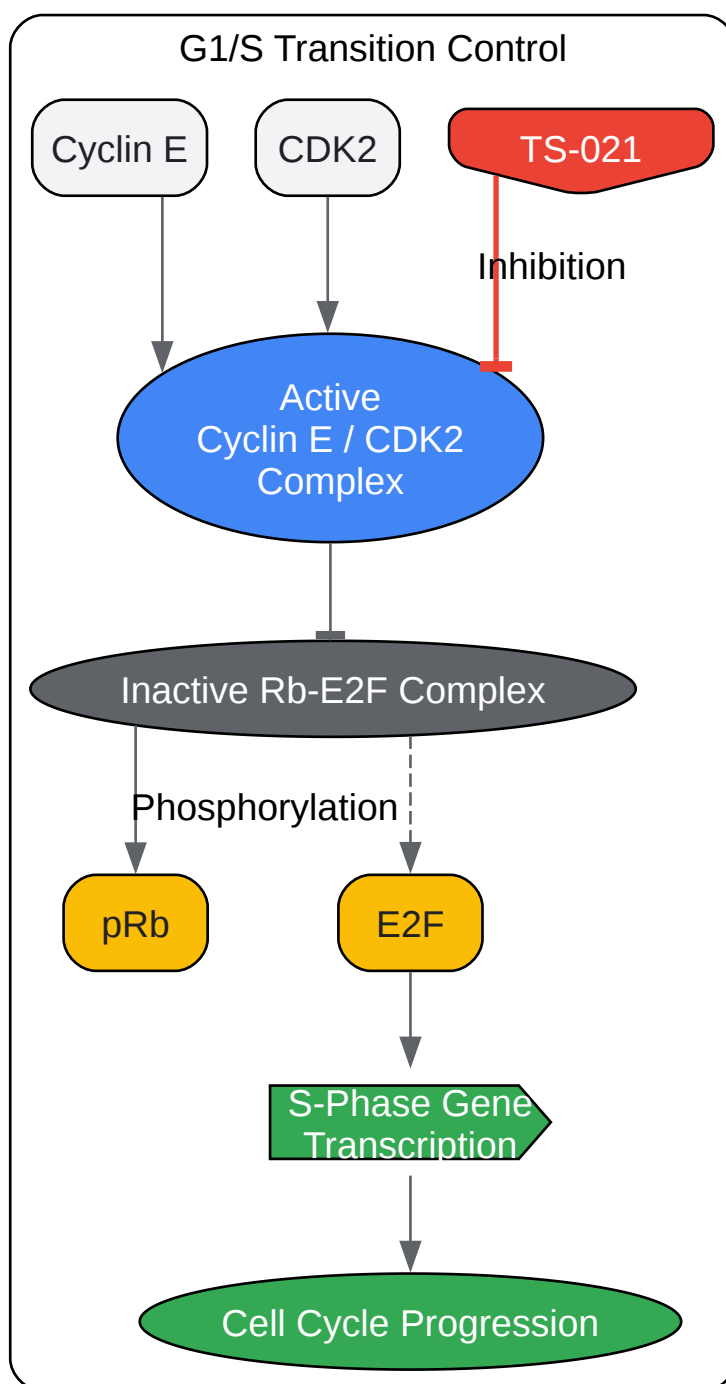 G1/S Transition Control
Cyclin E
CDK2
TS-021
Inhibition
Active
Cyclin E / CDK2
Complex
Inactive Rb-E2F Complex
Phosphorylation
pRb
E2F
S-Phase Gene
Transcription
Cell Cycle Progression